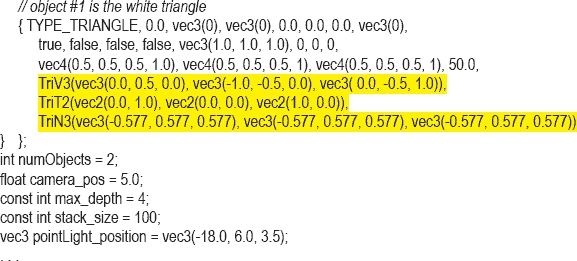 // object #1 is the white triangle
{ TYPE_TRIANGLE, 0.0, vec3(0), vec3(0), 0.0, 0.0, 0.0, vec3(0),
true, false, false, false, vec3(1.0, 1.0, 1.0), 0, 0, 0,
vec4(0.5, 0.5, 0.5, 1.0), vec4(0.5, 0.5, 0.5, 1), vec4(0.5, 0.5, 0.5, 1), 50.0,
TriV3(vec3(0.0, 0.5, 0.0), vec3(-1.0, -0.5, 0.0), vec3( 0.0, -0.5, 1.0)),
TriT2(vec2(0.0, 1.0), vec2(0.0, 0.0), vec2(1.0, 0.0)),
TriN3(vec3(-0.577, 0.577, 0.577), vec3(-0.577, 0.577, 0.577), vec3(-0.577, 0.577, 0.577))
} };
int numObjects = 2;
float camera_pos = 5.0;
const int max_depth = 4;
const int stack_size = 100;
vec3 pointLight_position = vec3(-18.0, 6.0, 3.5);